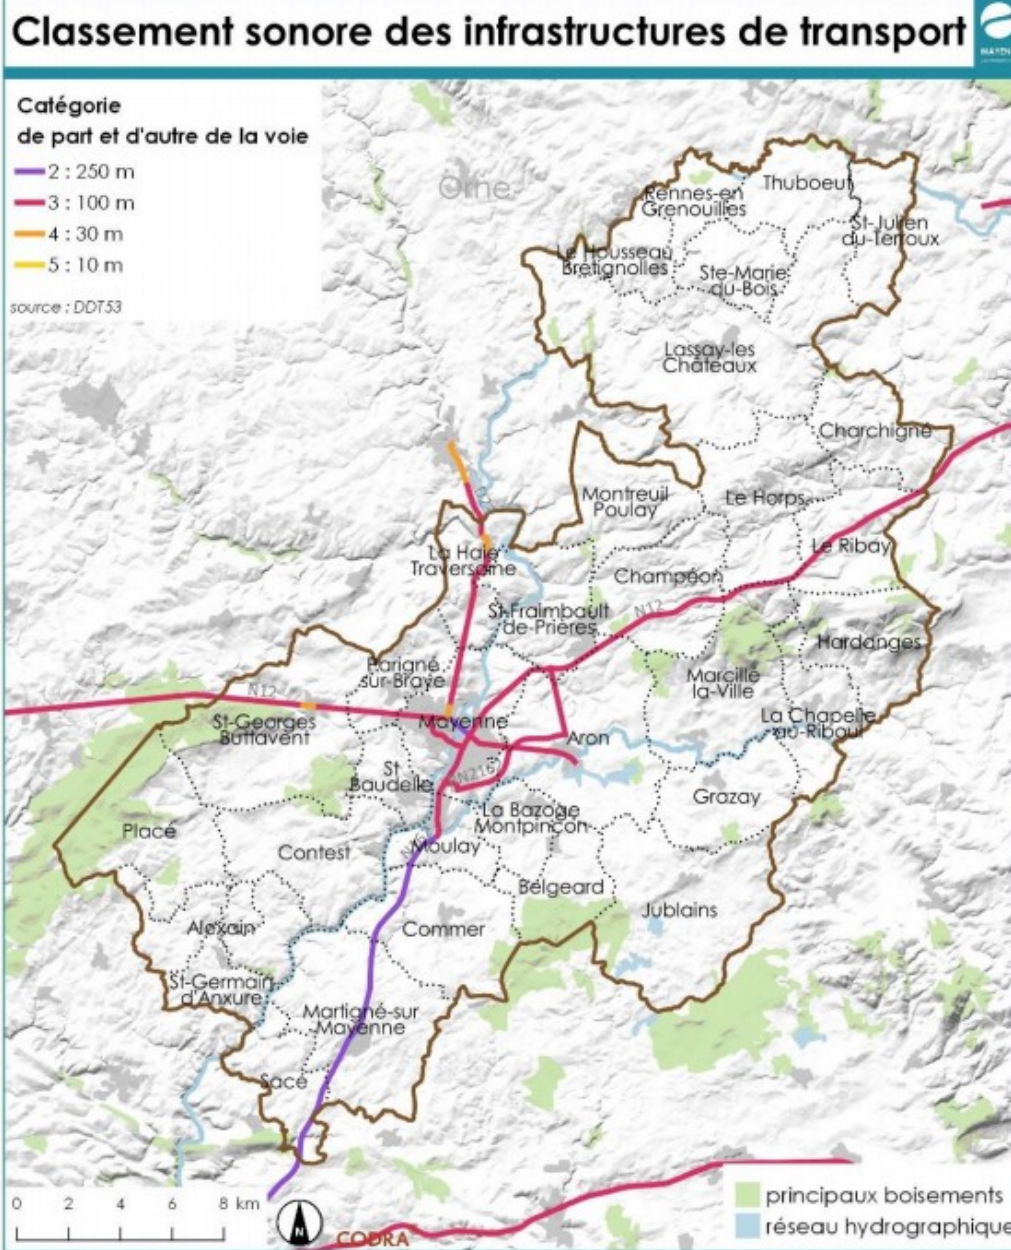 Classement sonore des infrastructures de transport
MAYEN
Catégorie
de part et d'autre de la voie
2 : 250 m
3 : 100 m
4 : 30 m
5 : 10 m
source : DDT53
Orne
Rennes-en
Grenouilles
Thuboeuf
St-Julien
du-Terroux
Le Housseau
Brétignolles
Ste-Marie
du-Bois
Lassay-les
Châteaux
Charchigné
Montreuil
Poulay
Le Horps
Le Ribay
La Haie
Traversaine
Champéon
St-Fraimbault
de-Prières
N12
Hardanges
Parigné
sur-Braye
Marcillé
la-Ville
N12
St-Georges
Buttavent
Mayenne
La Chapelle
au-Riboul
Aron
St
Baudelle
N2162
Grazay
La Bazoge
Montpinçon
Placé
Contest
Moulay
Belgeard
Jublains
Alexain
Commer
St-Germain
d'Anxure
Martigné-sur
Mayenne
Sacé
0 2 4 6 8 km
N
CODRA
principaux boisements
réseau hydrographique